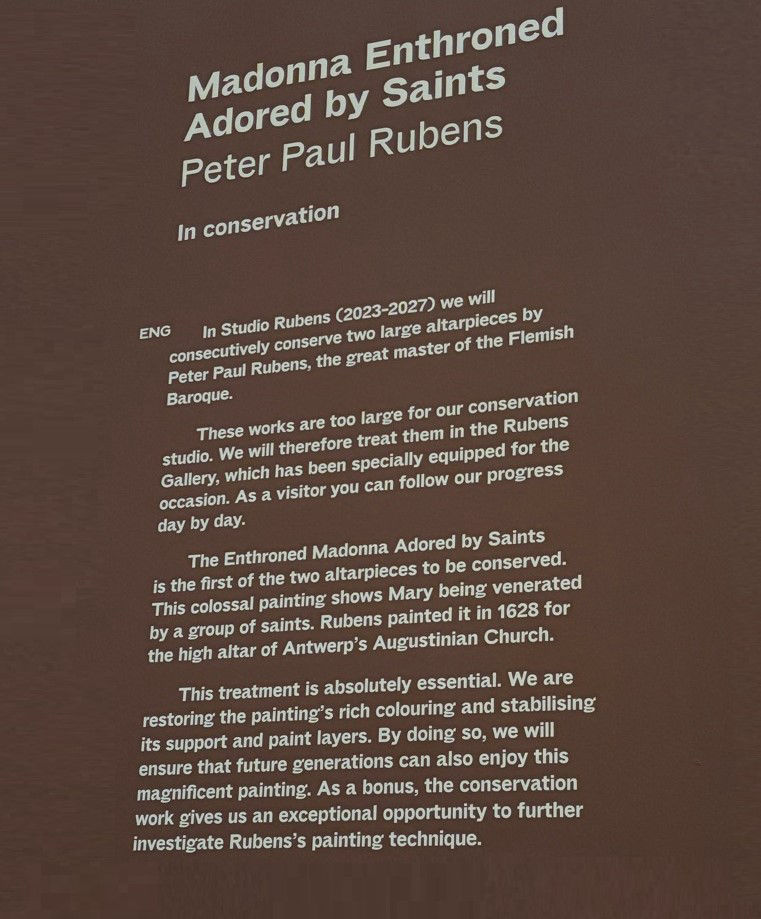 Madonna Enthroned
Adored by Saints
Peter Paul Rubens
In conservation
ENG In Studio Rubens (2023-2027) we will
consecutively conserve two large altarpieces by
Peter Paul Rubens, the great master of the Flemish
Baroque.
These works are too large for our conservation
studio. We will therefore treat them in the Rubens
Gallery, which has been specially equipped for the
occasion. As a visitor you can follow our progress
day by day.
The Enthroned Madonna Adored by Saints
is the first of the two altarpieces to be conserved.
This colossal painting shows Mary being venerated
by a group of saints. Rubens painted it in 1628 for
the high altar of Antwerp's Augustinian Church.
This treatment is absolutely essential. We are
restoring the painting's rich colouring and stabilising
its support and paint layers. By doing so, we will
ensure that future generations can also enjoy this
magnificent painting. As a bonus, the conservation
work gives us an exceptional opportunity to further
investigate Rubens's painting technique.